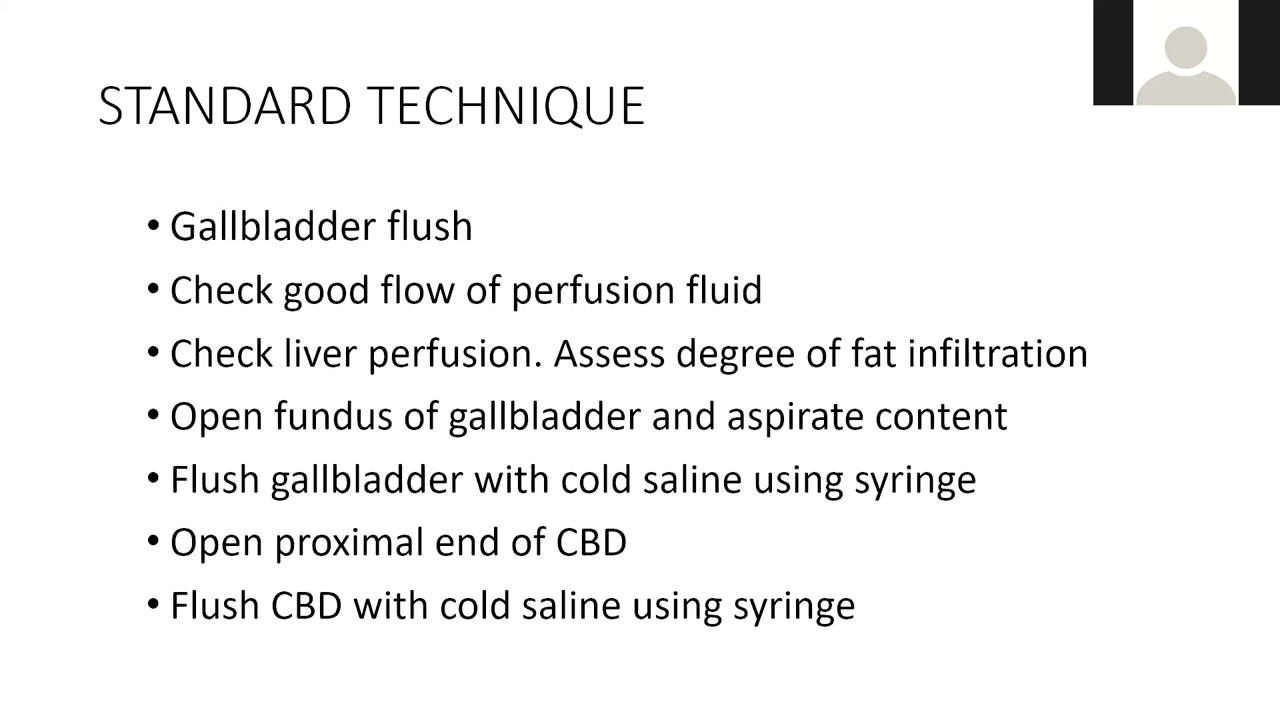 STANDARD TECHNIQUE
• Gallbladder flush
• Check good flow of perfusion fluid
• Check liver perfusion. Assess degree of fat infiltration
• Open fundus of gallbladder and aspirate content
• Flush gallbladder with cold saline using syringe
• Open proximal end of CBD
• Flush CBD with cold saline using syringe